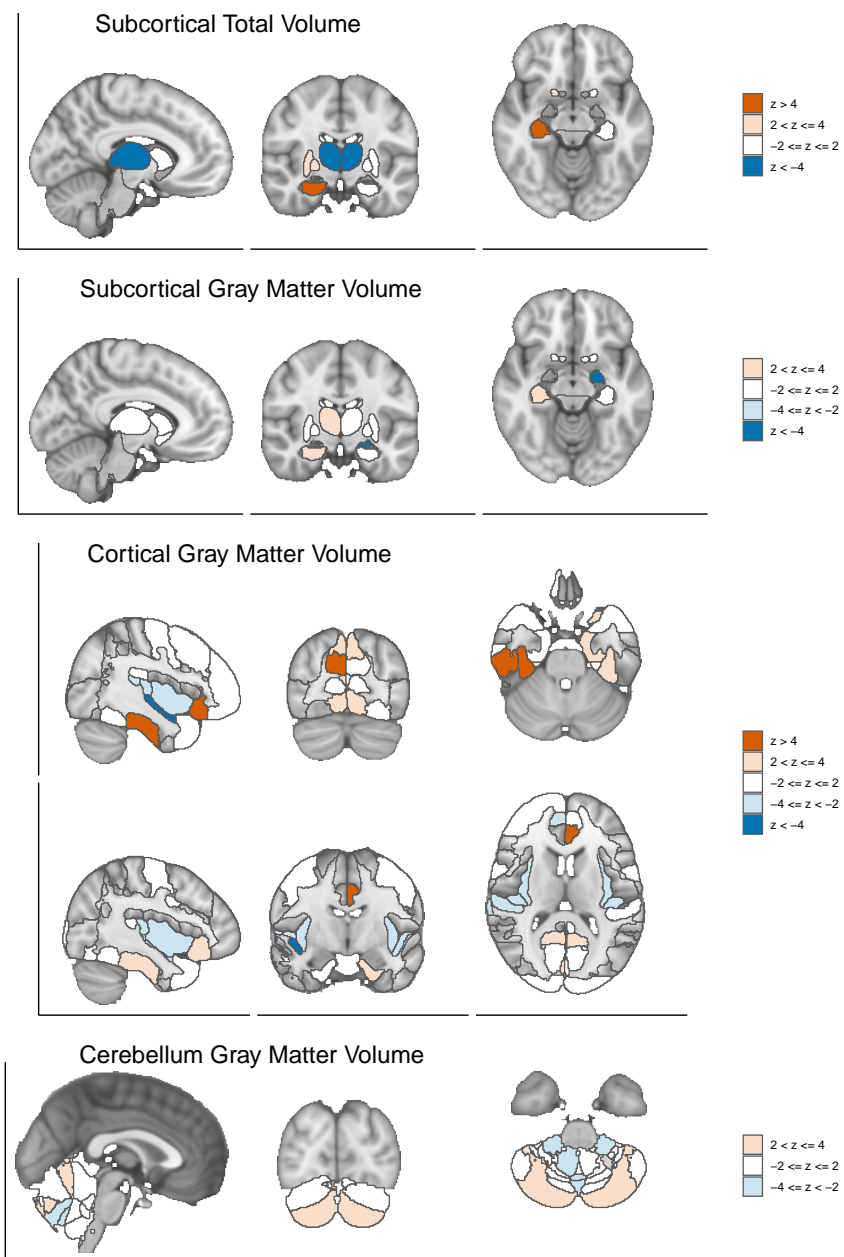 Subcortical Total Volume
z > 4
2 < z <= 4
−2 <= z <= 2
z < −4
Subcortical Gray Matter Volume
2 < z <= 4
−2 <= z <= 2
−4 <= z < −2
z < −4
Cortical Gray Matter Volume
z > 4
2 < z <= 4
−2 <= z <= 2
−4 <= z < −2
z < −4
Cerebellum Gray Matter Volume
2 < z <= 4
−2 <= z <= 2
−4 <= z < −2